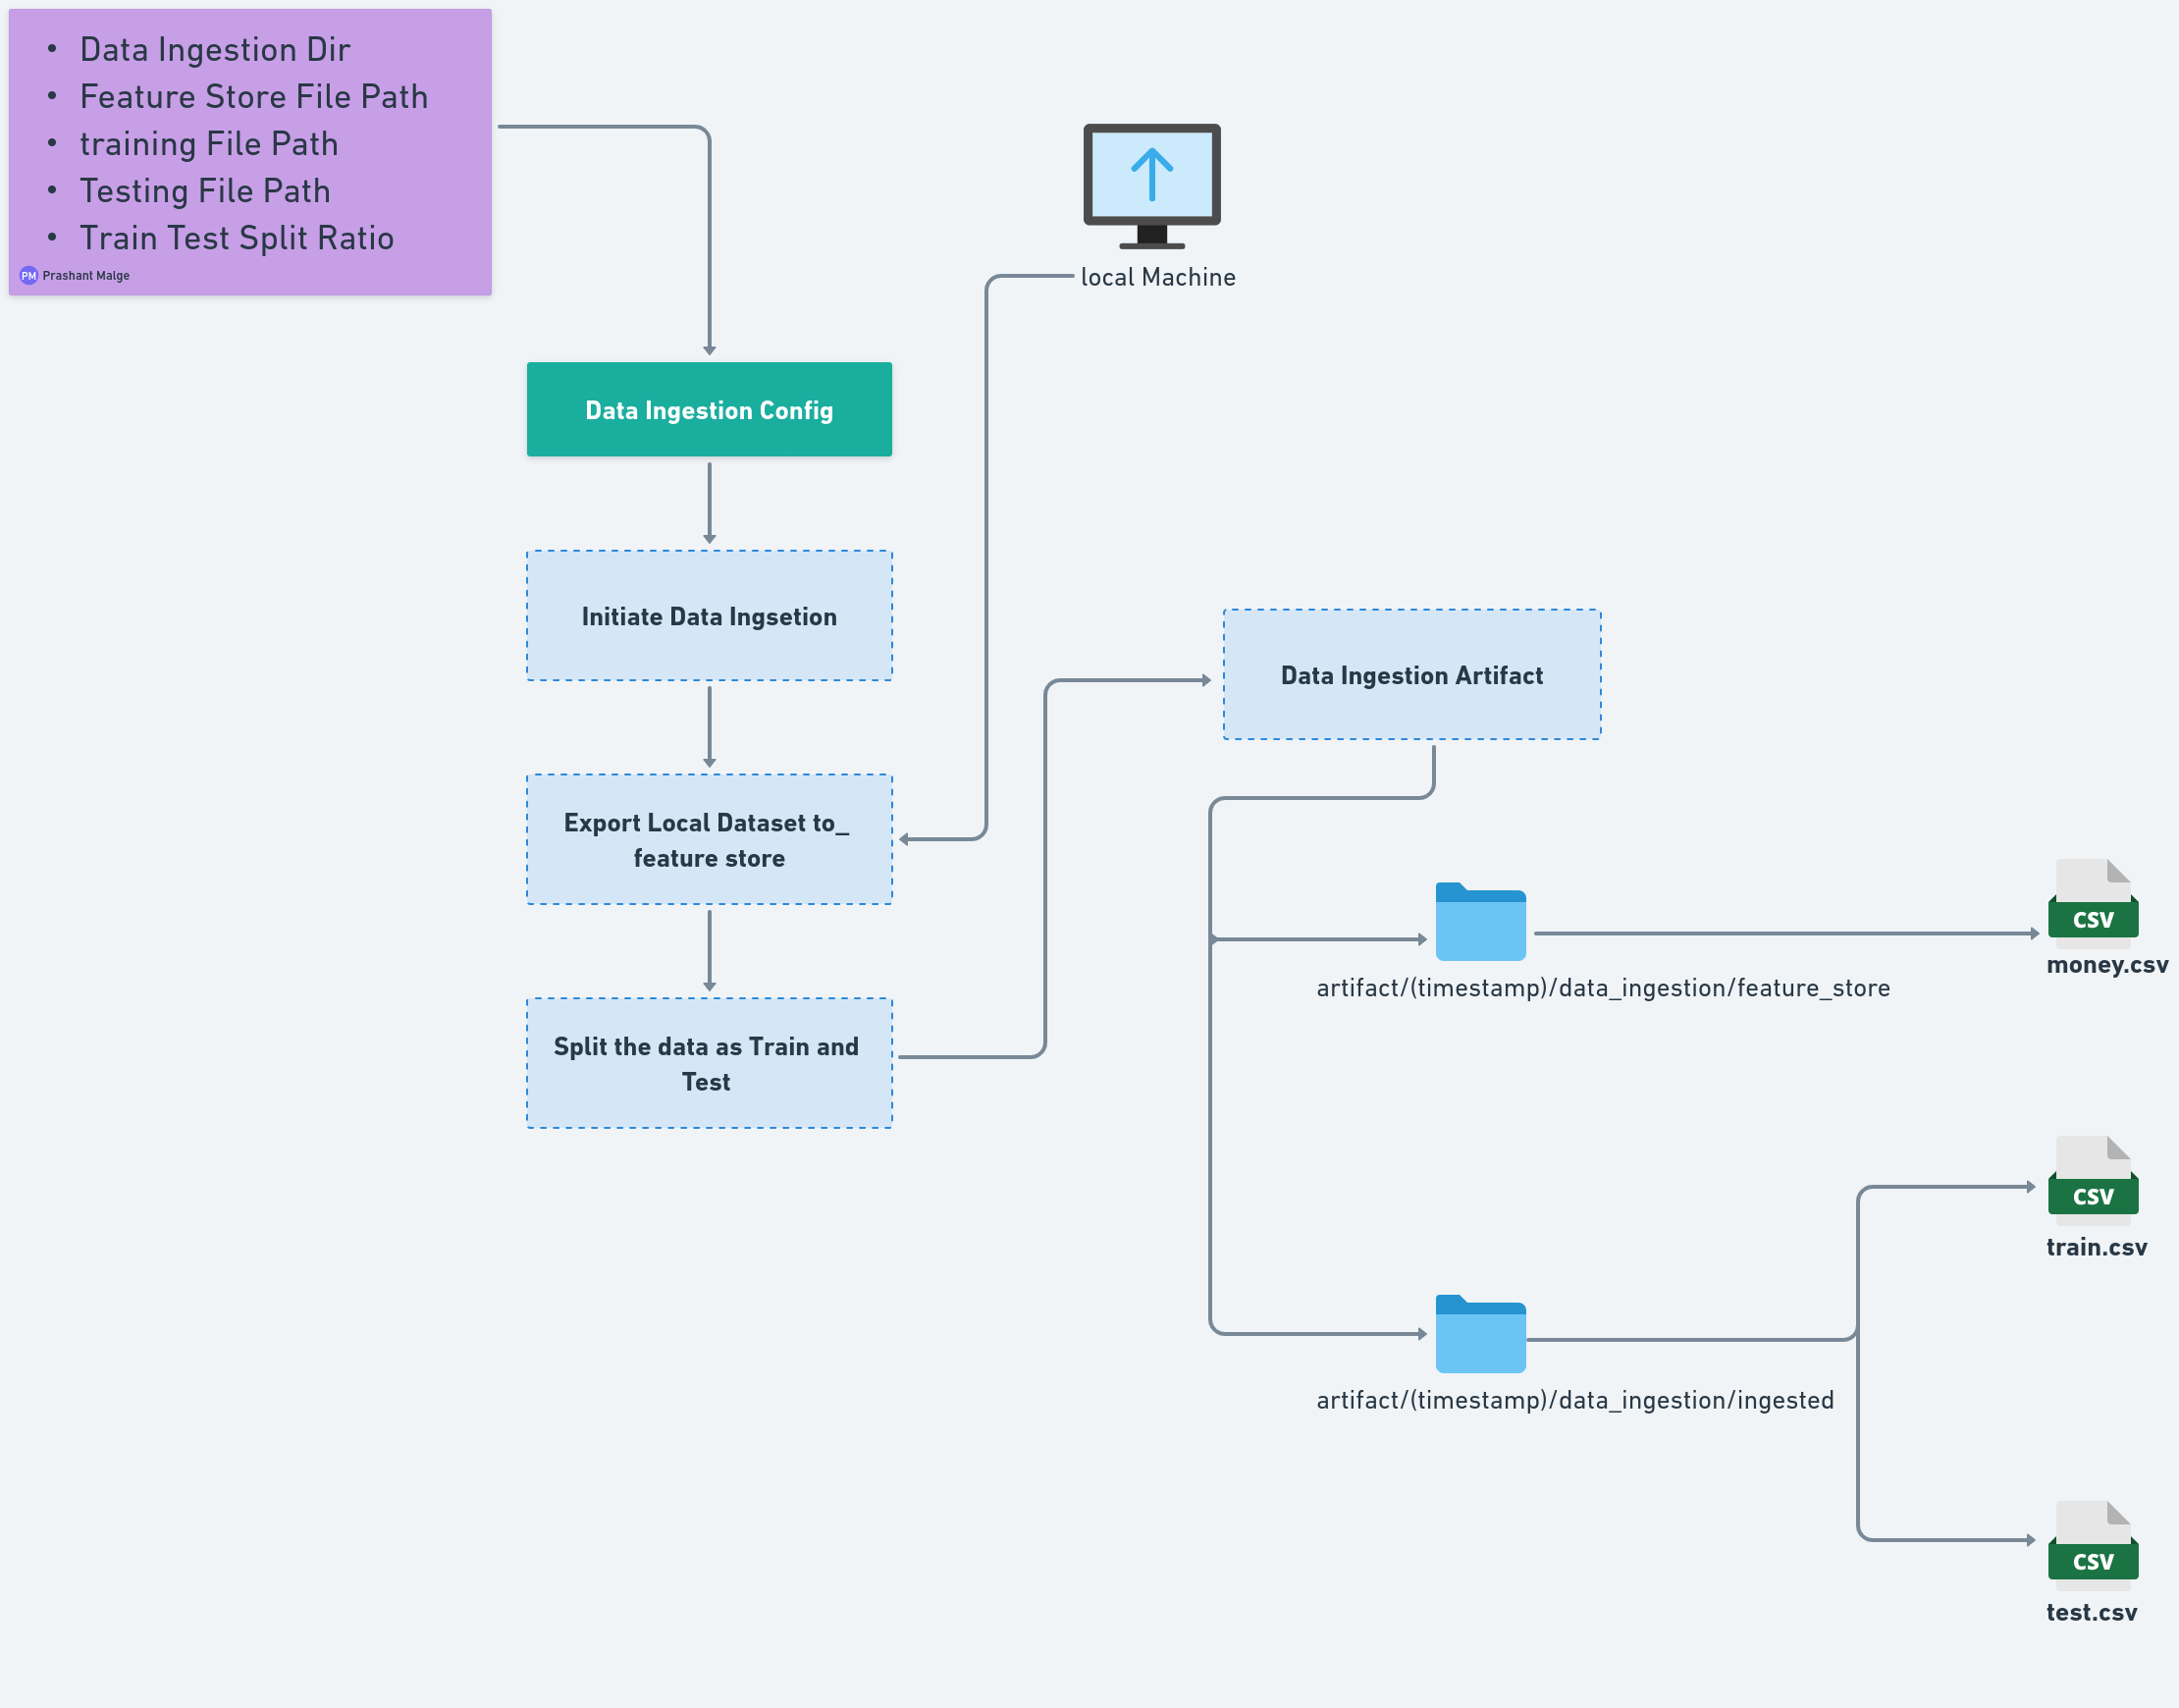 • Data Ingestion Dir
• Feature Store File Path
• training File Path
• Testing File Path
• Train Test Split Ratio
PM Prashant Malge
local Machine
Data Ingestion Config
Initiate Data Ingsetion
Export Local Dataset to_
feature store
Split the data as Train and
Test
Data Ingestion Artifact
artifact/(timestamp)/data_ingestion/feature_store
CSV
money.csv
CSV
train.csv
artifact/(timestamp)/data_ingestion/ingested
CSV
test.csv